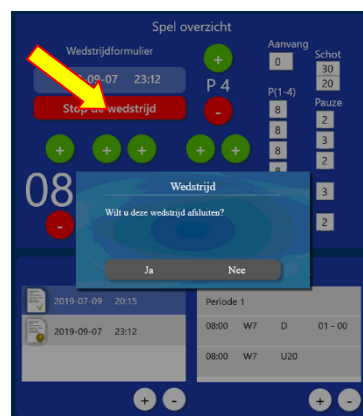 Spel overzicht
Wedstrijdformulier
Aanvang
0
Schot
30
20
-09-07 23:12
P 4
+
P(1-4)
Pauze
Stop de wedstrijd
-
8
8
8
8
2
3
2
3
2
+ + + + +
08
-
Wedstrijd
Wilt u deze wedstrijd afsluiten?
Ja Nee
2019-07-09 20:15
2019-09-07 23:12
Periode 1
08:00 W7 D 01 - 00
08:00 W7 U20
+ - + -